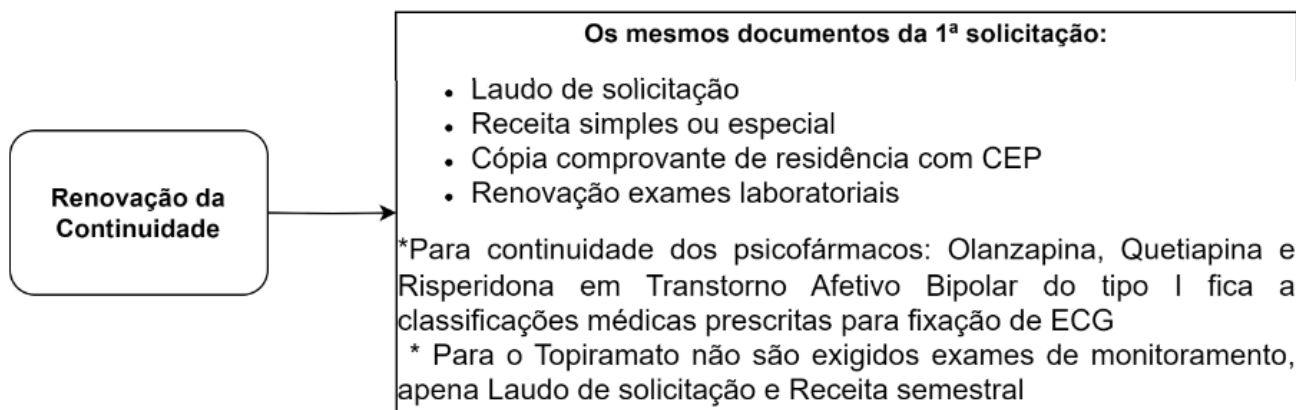 Renovação da
Continuidade
Os mesmos documentos da 1ª solicitação:
• Laudo de solicitação
• Receita simples ou especial
• Cópia comprovante de residência com CEP
• Renovação exames laboratoriais
*Para continuidade dos psicofármacos: Olanzapina, Quetiapina e
Risperidona em Transtorno Afetivo Bipolar do tipo I fica a
classificações médicas prescritas para fixação de ECG
* Para o Topiramato não são exigidos exames de monitoramento,
apena Laudo de solicitação e Receita semestral